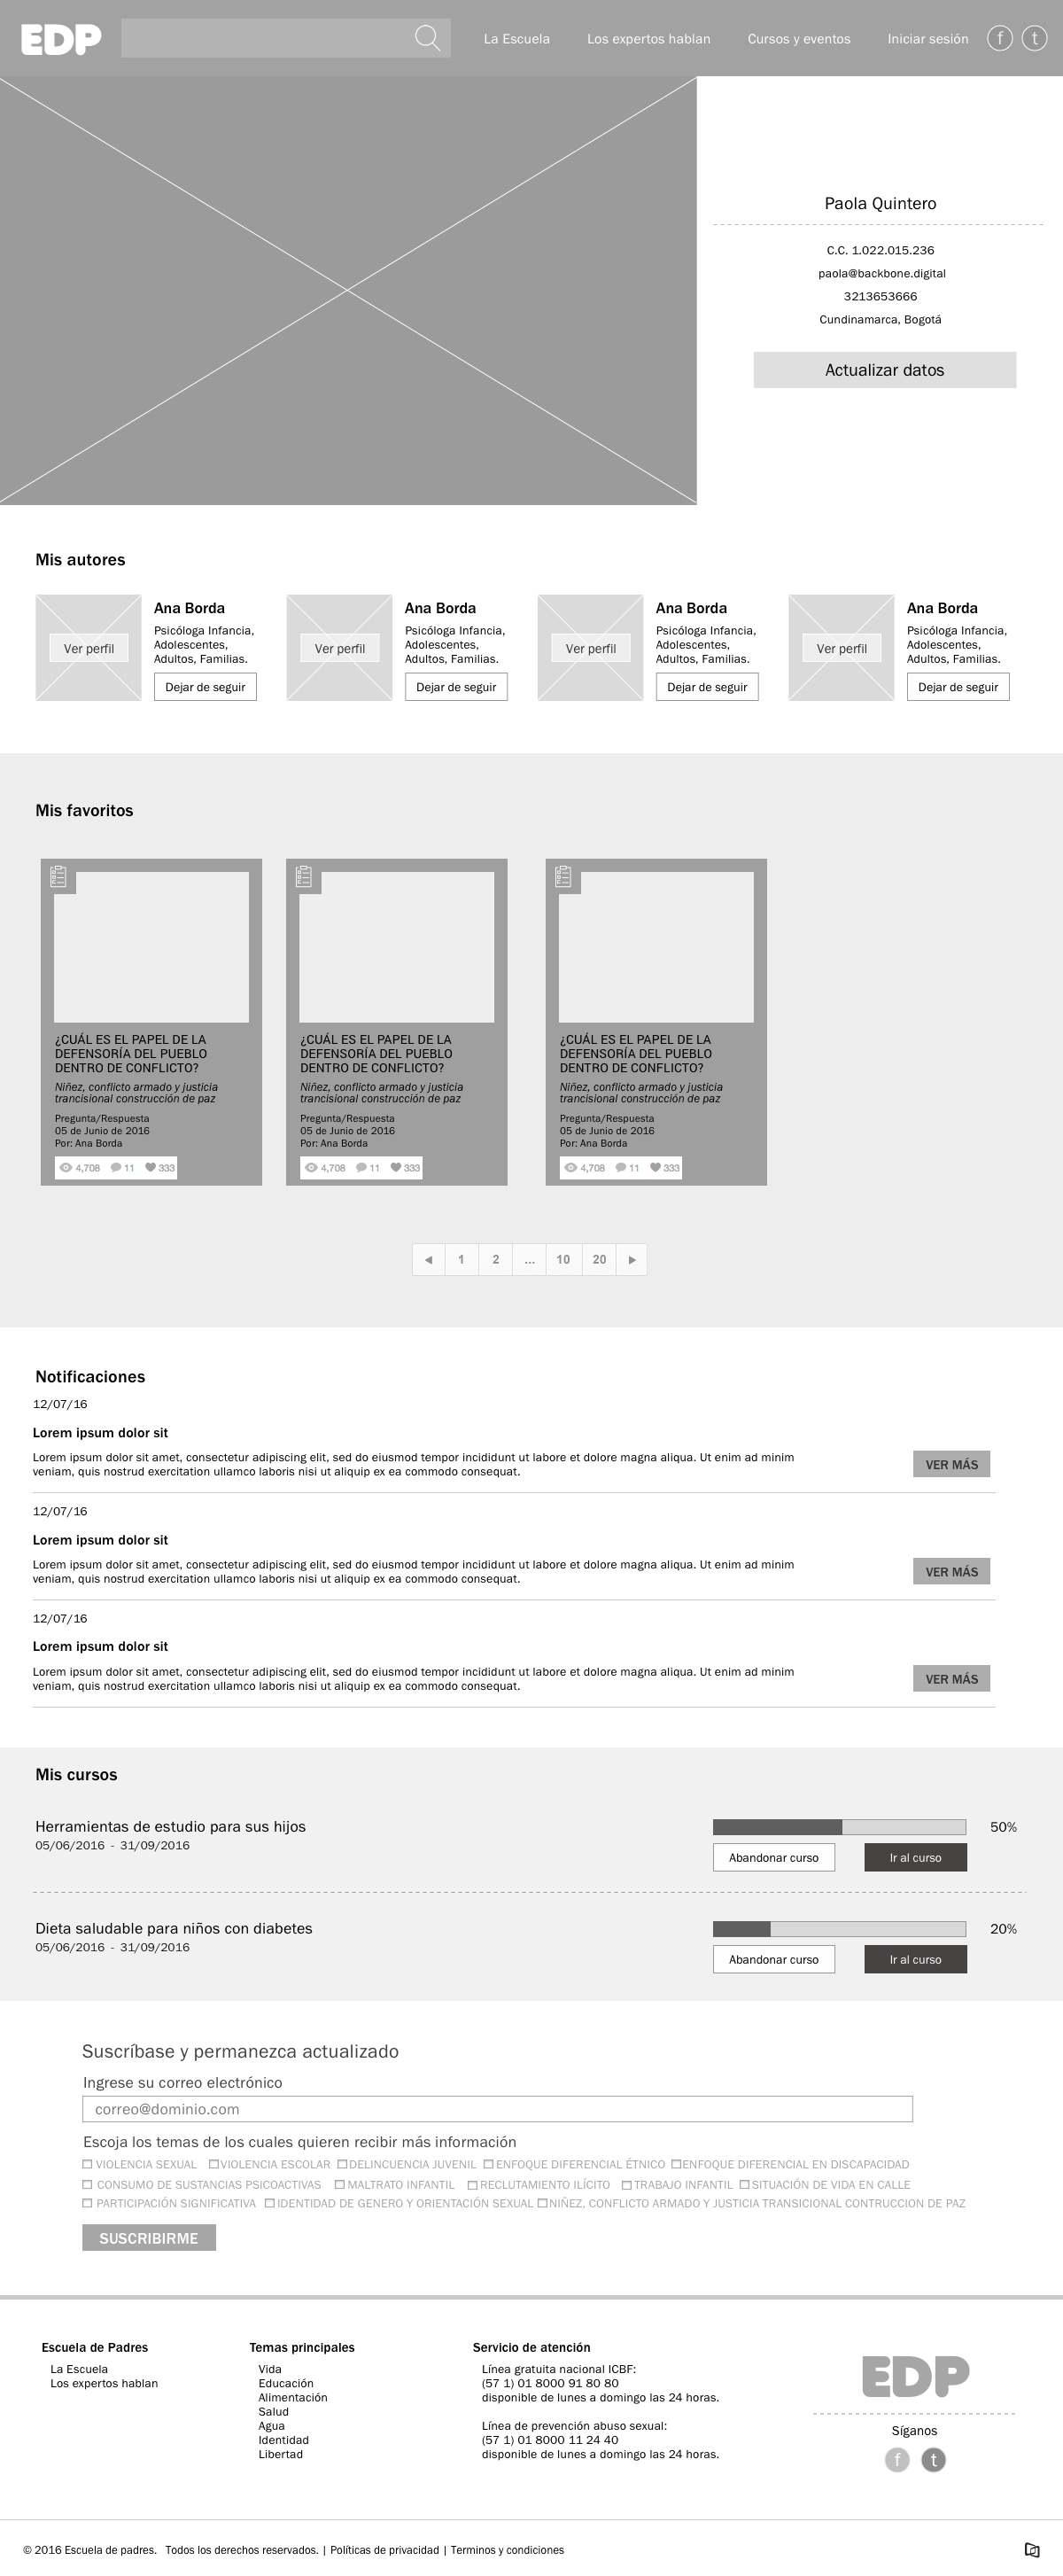 EDP
La Escuela
Los expertos hablan
Cursos y eventos
Iniciar sesión
f
t
Paola Quintero
C.C. 1.022.015.236
paola@backbone.digital
3213653666
Cundinamarca, Bogotá
Actualizar datos
Mis autores
Ver perfil
Ana Borda
Psicóloga Infancia,
Adolescentes,
Adultos, Familias.
Dejar de seguir
Ver perfil
Ana Borda
Psicóloga Infancia,
Adolescentes,
Adultos, Familias.
Dejar de seguir
Ver perfil
Ana Borda
Psicóloga Infancia,
Adolescentes,
Adultos, Familias.
Dejar de seguir
Ver perfil
Ana Borda
Psicóloga Infancia,
Adolescentes,
Adultos, Familias.
Dejar de seguir
Mis favoritos
¿CUÁL ES EL PAPEL DE LA
DEFENSORÍA DEL PUEBLO
DENTRO DE CONFLICTO?
Niñez, conflicto armado y justicia
trancisional construcción de paz
Pregunta/Respuesta
05 de Junio de 2016
Por: Ana Borda
4,708 11 333
¿CUÁL ES EL PAPEL DE LA
DEFENSORÍA DEL PUEBLO
DENTRO DE CONFLICTO?
Niñez, conflicto armado y justicia
trancisional construcción de paz
Pregunta/Respuesta
05 de Junio de 2016
Por: Ana Borda
4,708 11 333
¿CUÁL ES EL PAPEL DE LA
DEFENSORÍA DEL PUEBLO
DENTRO DE CONFLICTO?
Niñez, conflicto armado y justicia
trancisional construcción de paz
Pregunta/Respuesta
05 de Junio de 2016
Por: Ana Borda
4,708 11 333
1 2 ... 10 20
Notificaciones
12/07/16
Lorem ipsum dolor sit
Lorem ipsum dolor sit amet, consectetur adipiscing elit, sed do eiusmod tempor incididunt ut labore et dolore magna aliqua. Ut enim ad minim
veniam, quis nostrud exercitation ullamco laboris nisi ut aliquip ex ea commodo consequat.
VER MÁS
12/07/16
Lorem ipsum dolor sit
Lorem ipsum dolor sit amet, consectetur adipiscing elit, sed do eiusmod tempor incididunt ut labore et dolore magna aliqua. Ut enim ad minim
veniam, quis nostrud exercitation ullamco laboris nisi ut aliquip ex ea commodo consequat.
VER MÁS
12/07/16
Lorem ipsum dolor sit
Lorem ipsum dolor sit amet, consectetur adipiscing elit, sed do eiusmod tempor incididunt ut labore et dolore magna aliqua. Ut enim ad minim
veniam, quis nostrud exercitation ullamco laboris nisi ut aliquip ex ea commodo consequat.
VER MÁS
Mis cursos
Herramientas de estudio para sus hijos
05/06/2016 - 31/09/2016
50%
Abandonar curso
Ir al curso
Dieta saludable para niños con diabetes
05/06/2016 - 31/09/2016
20%
Abandonar curso
Ir al curso
Suscríbase y permanezca actualizado
Ingrese su correo electrónico
correo@dominio.com
Escoja los temas de los cuales quieren recibir más información
VIOLENCIA SEXUAL VIOLENCIA ESCOLAR DELINCUENCIA JUVENIL ENFOQUE DIFERENCIAL ÉTNICO ENFOQUE DIFERENCIAL EN DISCAPACIDAD
CONSUMO DE SUSTANCIAS PSICOACTIVAS MALTRATO INFANTIL RECLUTAMIENTO ILÍCITO TRABAJO INFANTIL SITUACIÓN DE VIDA EN CALLE
PARTICIPACIÓN SIGNIFICATIVA IDENTIDAD DE GENERO Y ORIENTACIÓN SEXUAL NIÑEZ, CONFLICTO ARMADO Y JUSTICIA TRANSICIONAL CONTRUCCION DE PAZ
SUSCRIBIRME
Escuela de Padres
La Escuela
Los expertos hablan
Temas principales
Vida
Educación
Alimentación
Salud
Agua
Identidad
Libertad
Servicio de atención
Línea gratuita nacional ICBF:
(57 1) 01 8000 91 80 80
disponible de lunes a domingo las 24 horas.
Línea de prevención abuso sexual:
(57 1) 01 8000 11 24 40
disponible de lunes a domingo las 24 horas.
EDP
Síganos
f
t
© 2016 Escuela de padres. Todos los derechos reservados. | Políticas de privacidad | Terminos y condiciones